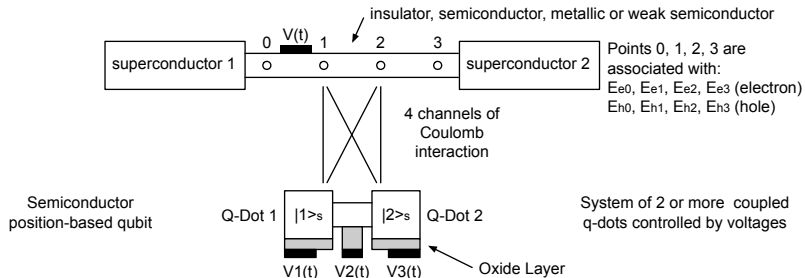 insulator, semiconductor, metallic or weak semiconductor
V(t)
0 1 2 3
superconductor 1
superconductor 2
Points 0, 1, 2, 3 are
associated with:
Ee0, Ee1, Ee2, Ee3 (electron)
Eh0, Eh1, Eh2, Eh3 (hole)
4 channels of
Coulomb
interaction
Semiconductor
position-based qubit
Q-Dot 1
|1>s
|2>s
Q-Dot 2
System of 2 or more coupled
q-dots controlled by voltages
V1(t) V2(t) V3(t)
Oxide Layer